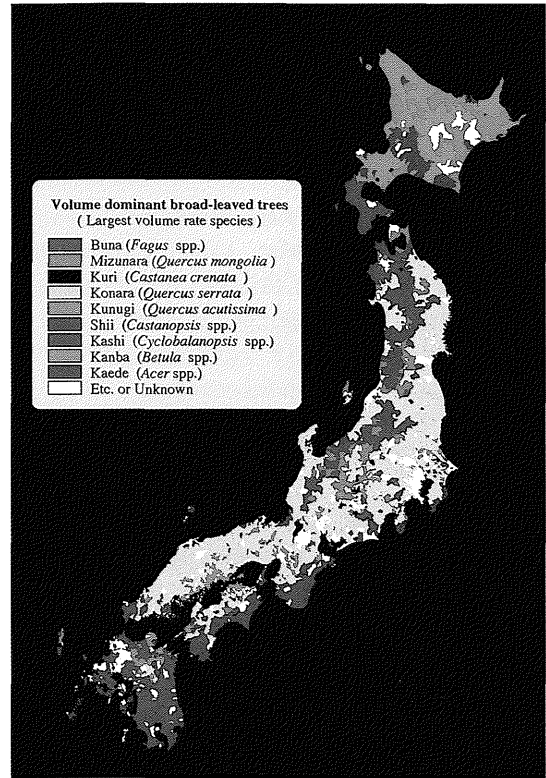 Volume dominant broad-leaved trees
( Largest volume rate species )
Buna (Fagus spp.)
Mizunara (Quercus mongolia )
Kuri (Castanea crenata )
Konara (Quercus serrata )
Kunugi (Quercus acutissima )
Shii (Castanopsis spp.)
Kashi (Cyclobalanopsis spp.)
Kanba (Betula spp.)
Kaede (Acer spp.)
Etc. or Unknown